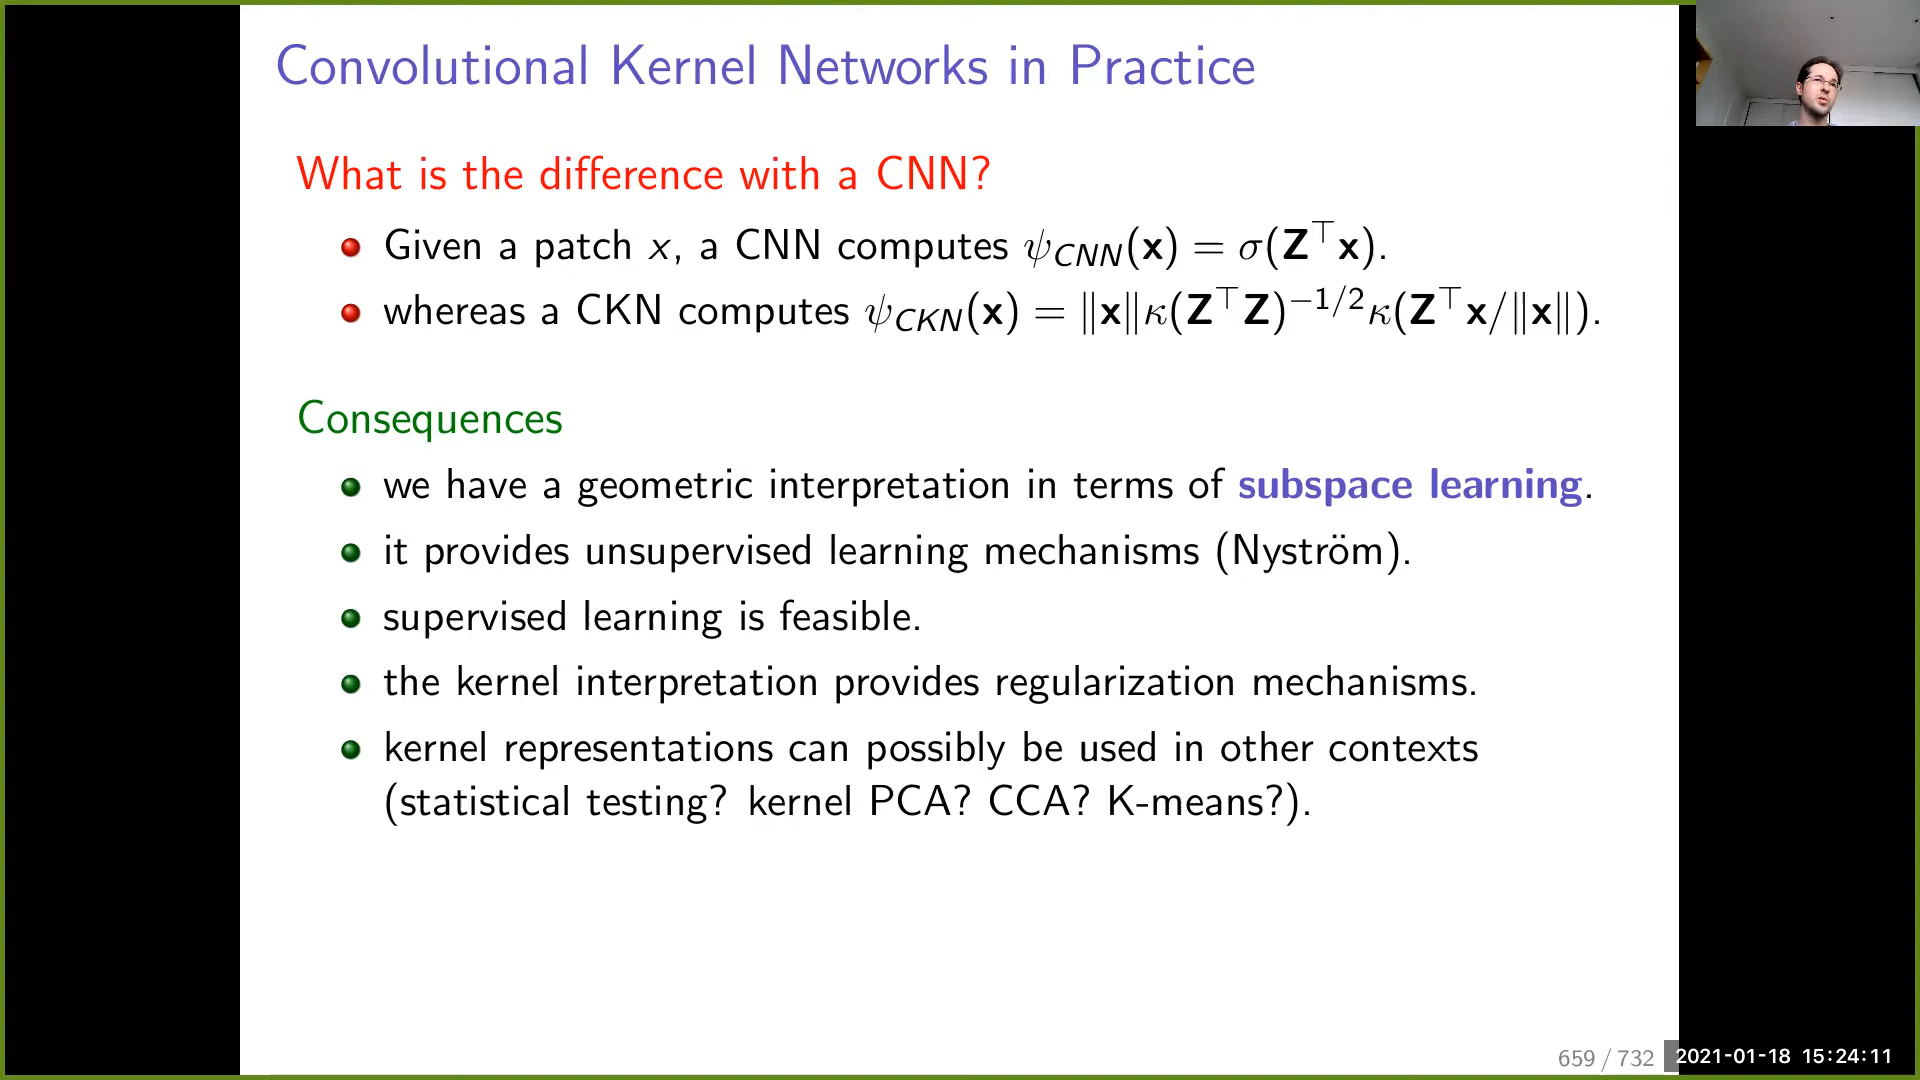 Convolutional Kernel Networks in Practice
What is the difference with a CNN?
Given a patch x, a CNN computes ψ_CNN(x) = σ(Z^⊤x).
whereas a CKN computes ψ_CKN(x) = ‖x‖κ(Z^⊤Z)^−1/2κ(Z^⊤x/‖x‖).
Consequences
we have a geometric interpretation in terms of subspace learning.
it provides unsupervised learning mechanisms (Nyström).
supervised learning is feasible.
the kernel interpretation provides regularization mechanisms.
kernel representations can possibly be used in other contexts
(statistical testing? kernel PCA? CCA? K-means?).
659 / 732
2021-01-18 15:24:11